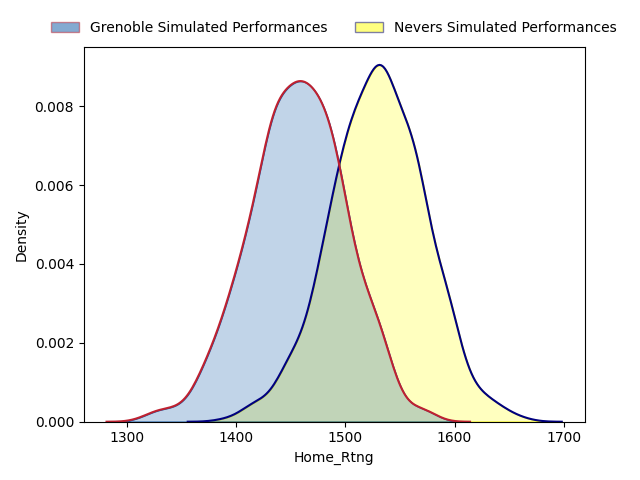 Grenoble Simulated Performances Nevers Simulated Performances
0.008
0.006
0.004
0.002
0.000
Density
1300 1400 1500 1600 1700
Home_Rtng